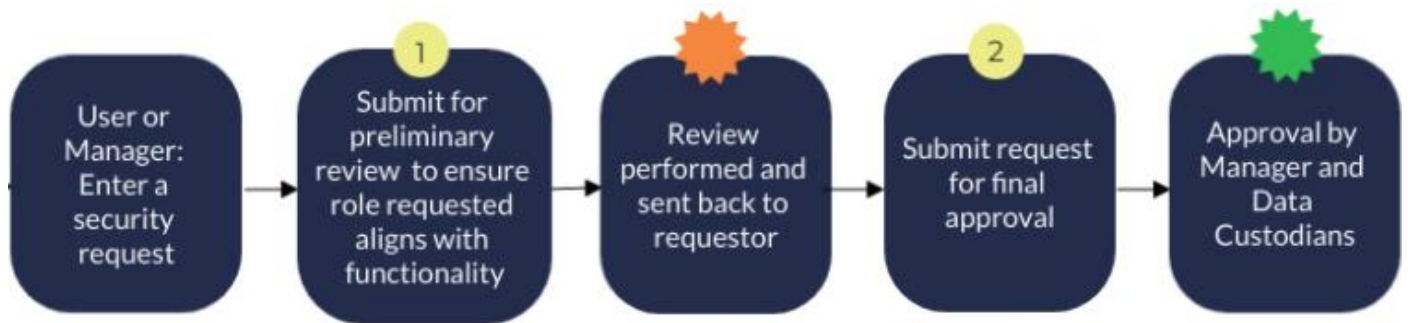 User or
Manager:
Enter a
security
request
1
Submit for
preliminary
review to ensure
role requested
aligns with
functionality
Review
performed and
sent back to
requestor
2
Submit request
for final
approval
Approval by
Manager and
Data
Custodians